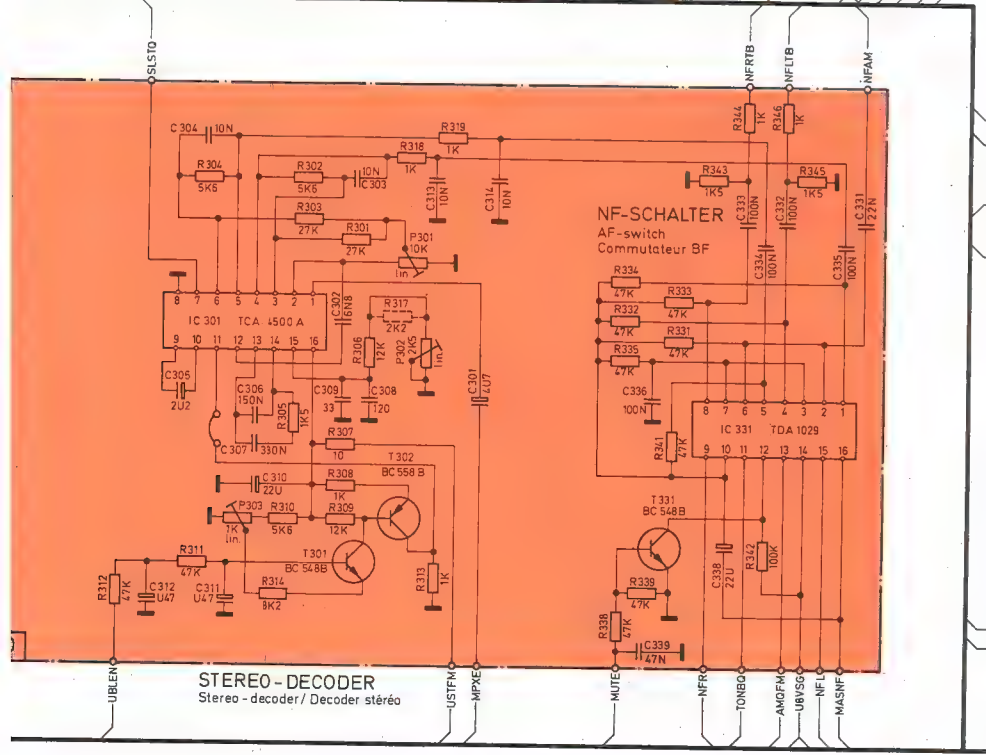 SLSTQ
NFRTB
NFLTB
NFAM
C304
10N
R304
5K6
R302
5K6
10N
C303
R318
1K
R319
1K
C313
10N
C314
10N
R303
27K
R301
27K
P301
10K
lin.
R344
1K
R346
1K
R343
1K5
R345
1K5
C333
100N
C332
100N
C331
22N
C334
100N
C335
100N
NF-SCHALTER
AF-switch
Commutateur BF
8 7 6 5 4 3 2 1
IC 301 TCA 4500 A
9 10 11 12 13 14 15 16
C302
6N8
R317
2K2
R306
12K
P302
2K5
lin.
C301
4U7
C305
2U2
C306
150N
R305
1K5
C307
330N
C309
33
C308
120
R307
10
T302
BC 558 B
R308
1K
R309
12K
C310
22U
P303
1K
lin.
R310
5K6
T301
BC 548B
R311
47K
R312
47K
C312
U47
C311
U47
R314
8K2
R313
1K
R334
47K
R333
47K
R332
47K
R331
47K
R335
47K
C336
100N
R341
47K
8 7 6 5 4 3 2 1
IC 331 TDA 1029
9 10 11 12 13 14 15 16
T331
BC 548B
C338
22U
R342
100K
R339
47K
R338
47K
C339
47N
UBLEN
STEREO-DECODER
Stereo-decoder/ Decoder stéréo
USTFM
MPXE
MUTE
NFR
TONBQ
AMQFM
UBVSG
NFL
MASNF